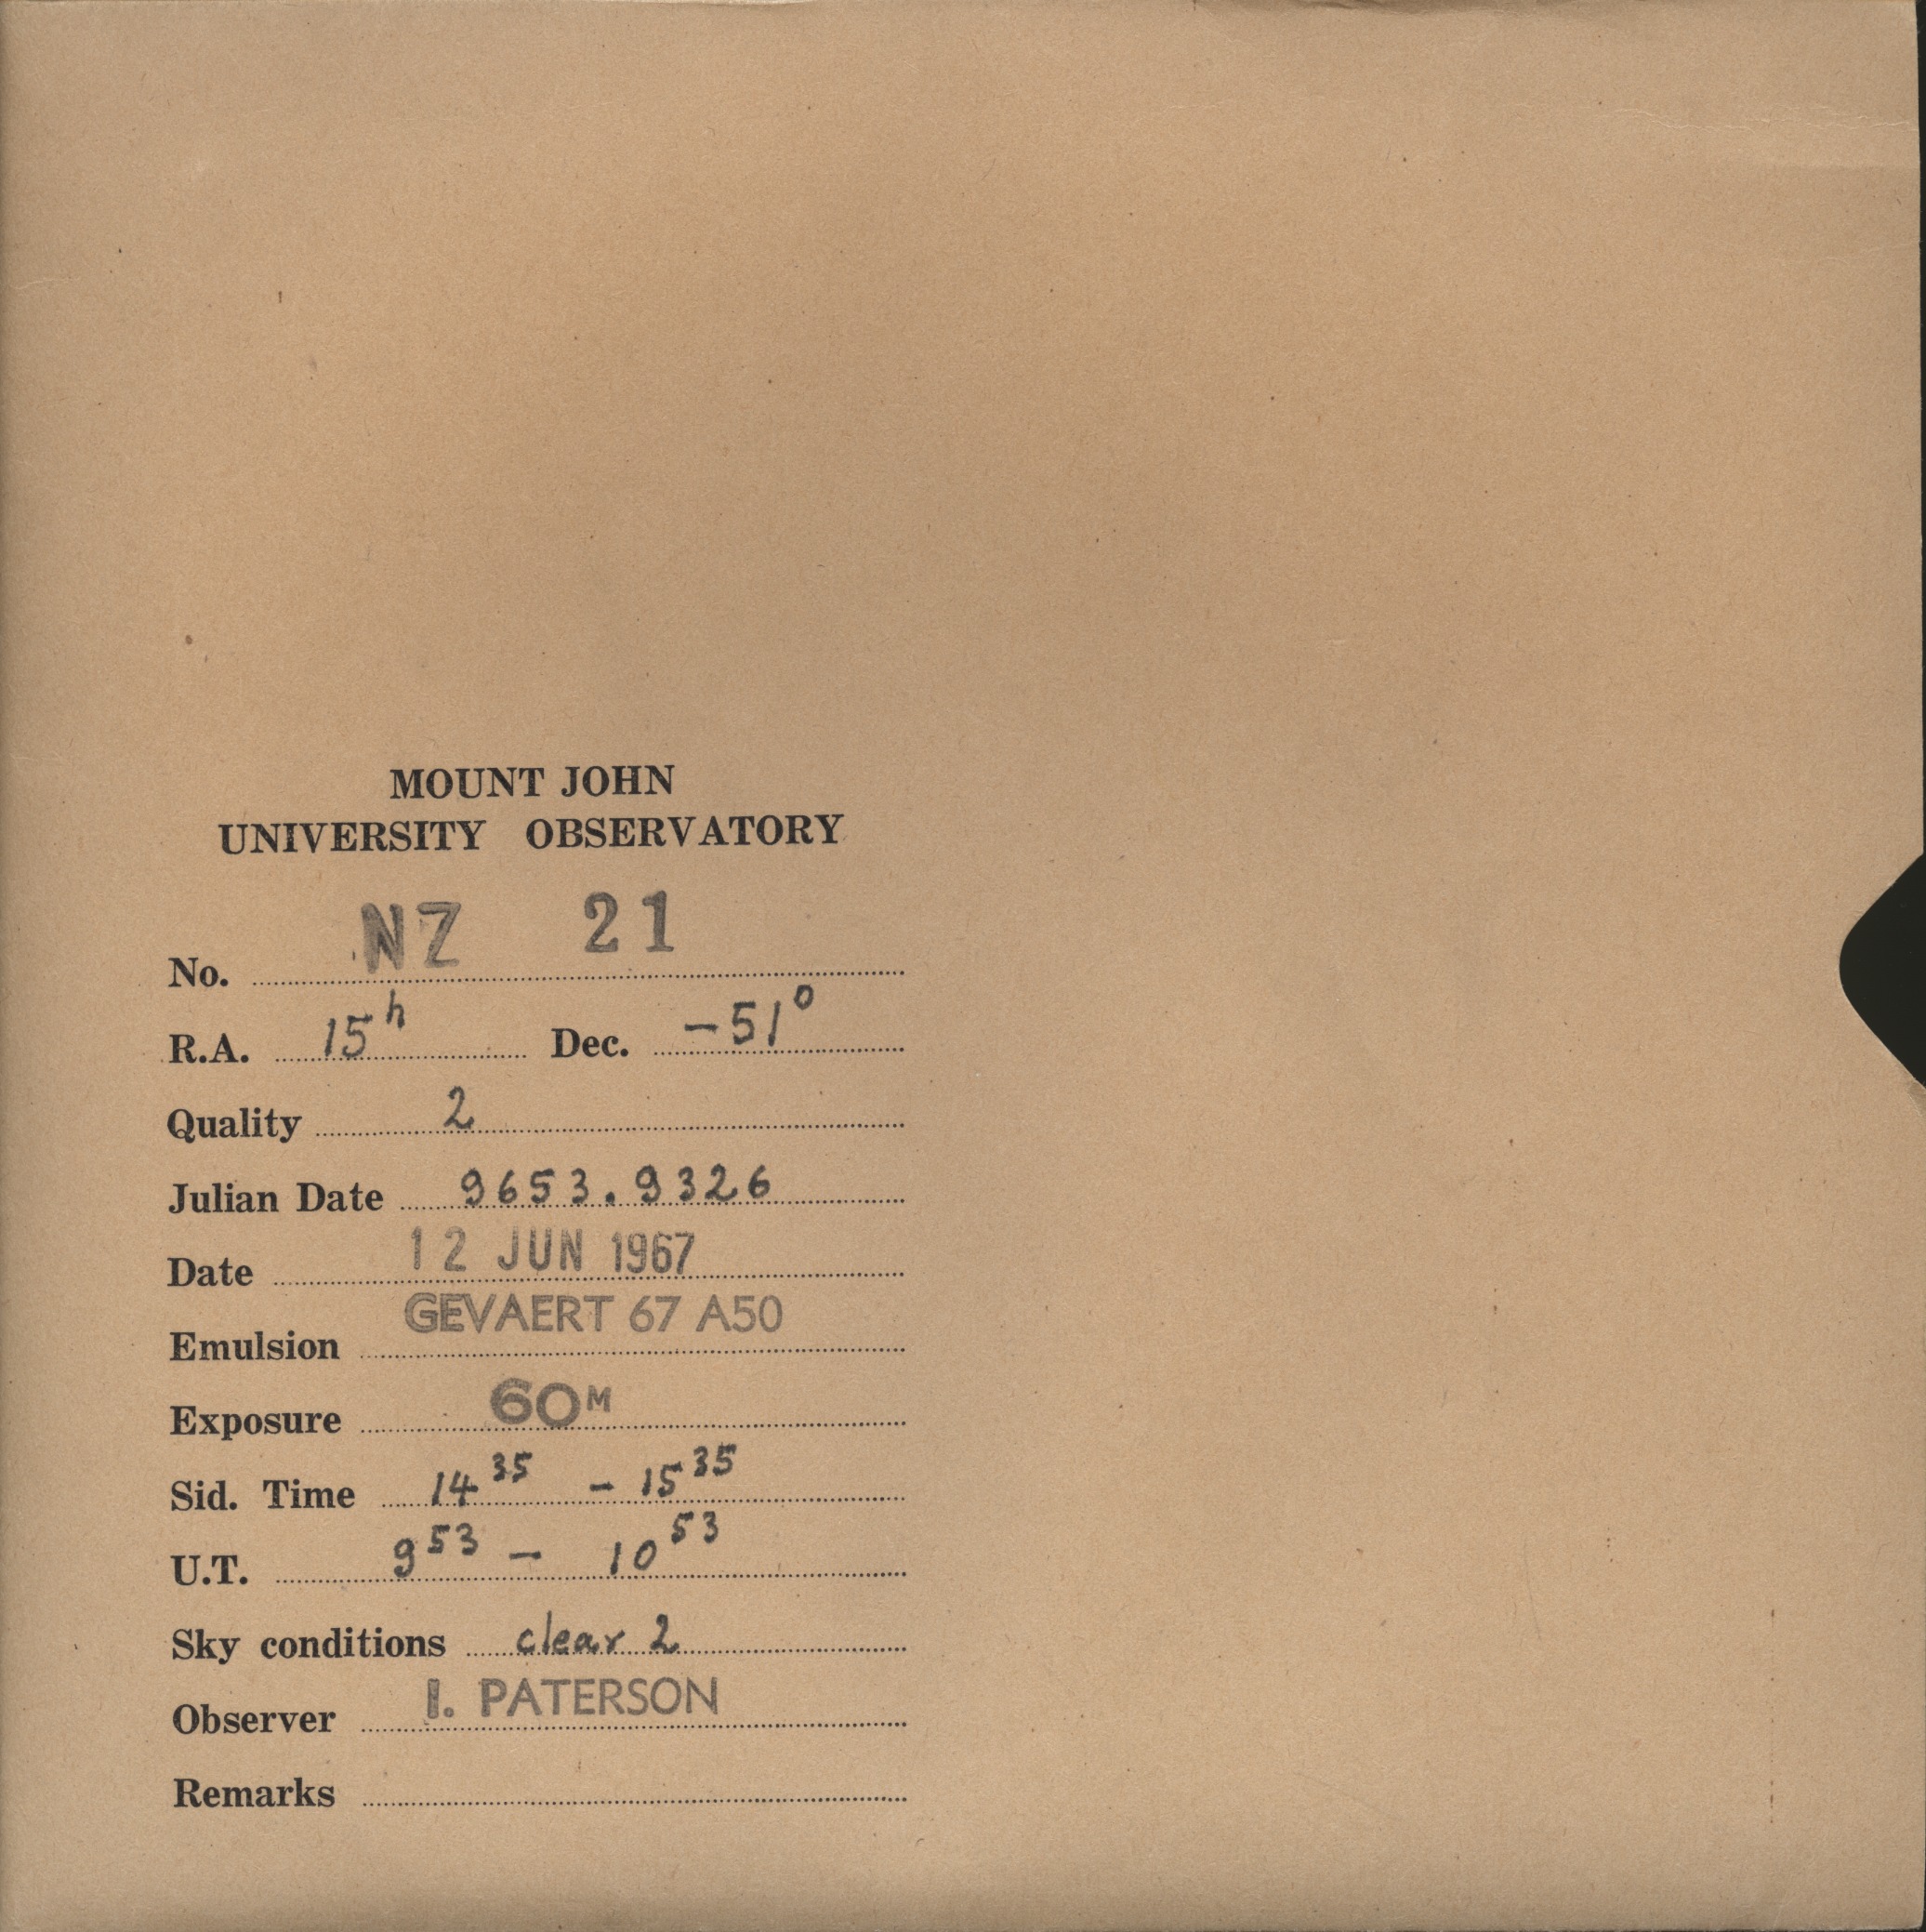 MOUNT JOHN
UNIVERSITY OBSERVATORY
No. NZ 21
R.A. 15h Dec. -51°
Quality 2
Julian Date 9653.9326
Date 12 JUN 1967
Emulsion GEVAERT 67 A50
Exposure 60M
Sid. Time 14 35 - 15 35
U.T. 9 53 - 10 53
Sky conditions clear 2
Observer I. PATERSON
Remarks